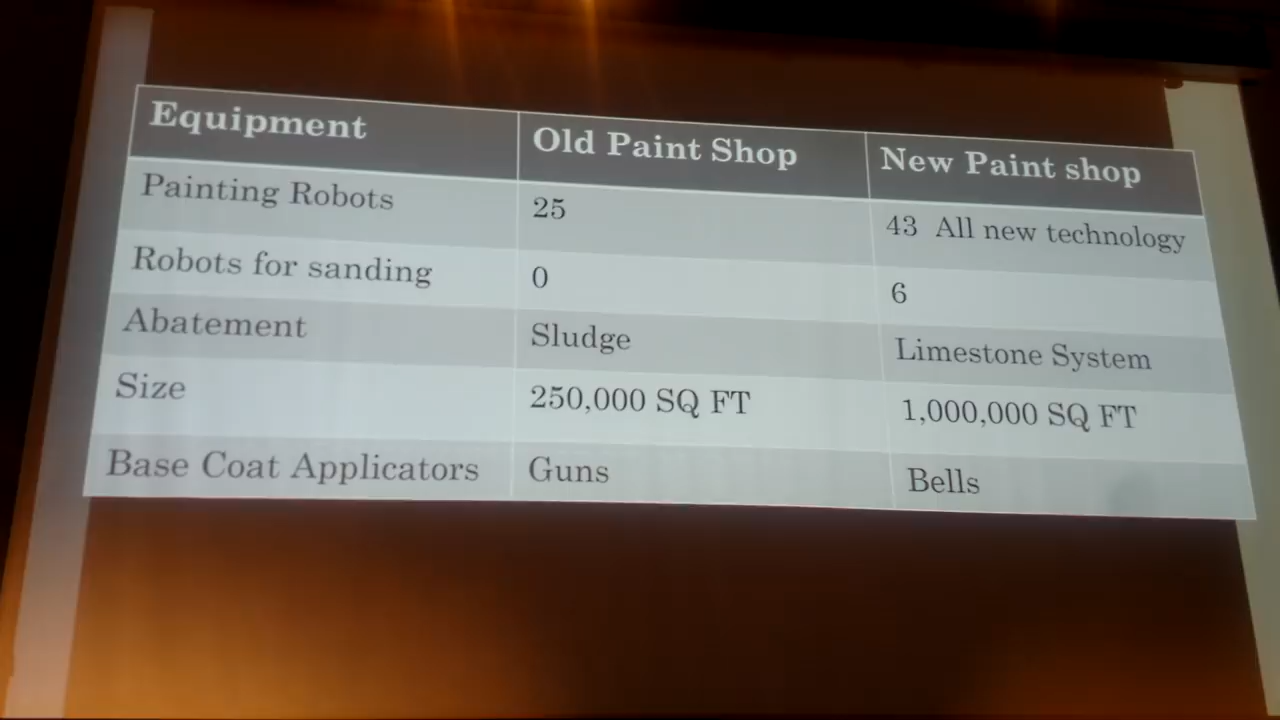 Equipment Old Paint Shop New Paint shop
Painting Robots 25 43 All new technology
Robots for sanding 0 6
Abatement Sludge Limestone System
Size 250,000 SQ FT 1,000,000 SQ FT
Base Coat Applicators Guns Bells